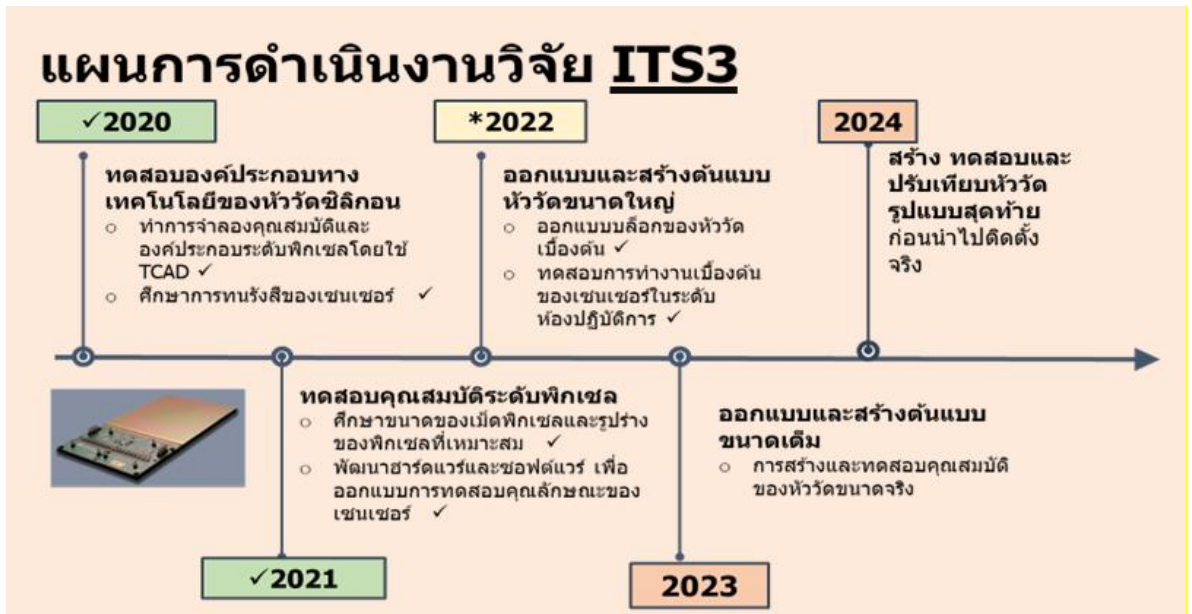 แผนการดำเนินงานวิจัย ITS3
✓2020
ทดสอบองค์ประกอบทาง
เทคโนโลยีของหัววัดซิลิกอน
o ทำการจำลองคุณสมบัติและ
องค์ประกอบระดับพิกเซลโดยใช้
TCAD ✓
o ศึกษาการทนรังสีของเซนเซอร์ ✓
✓2021
ทดสอบคุณสมบัติระดับพิกเซล
o ศึกษาขนาดของเม็ดพิกเซลและรูปร่าง
ของพิกเซลที่เหมาะสม ✓
o พัฒนาฮาร์ดแวร์และซอฟต์แวร์ เพื่อ
ออกแบบการทดสอบคุณลักษณะของ
เซนเซอร์ ✓
*2022
ออกแบบและสร้างต้นแบบ
หัววัดขนาดใหญ่
o ออกแบบบล็อกของหัววัด
เบื้องต้น ✓
o ทดสอบการทำงานเบื้องต้น
ของเซนเซอร์ในระดับ
ห้องปฏิบัติการ ✓
2023
ออกแบบและสร้างต้นแบบ
ขนาดเต็ม
o การสร้างและทดสอบคุณสมบัติ
ของหัววัดขนาดจริง
2024
สร้าง ทดสอบและ
ปรับเทียบหัววัด
รูปแบบสุดท้าย
ก่อนนำไปติดตั้ง
จริง